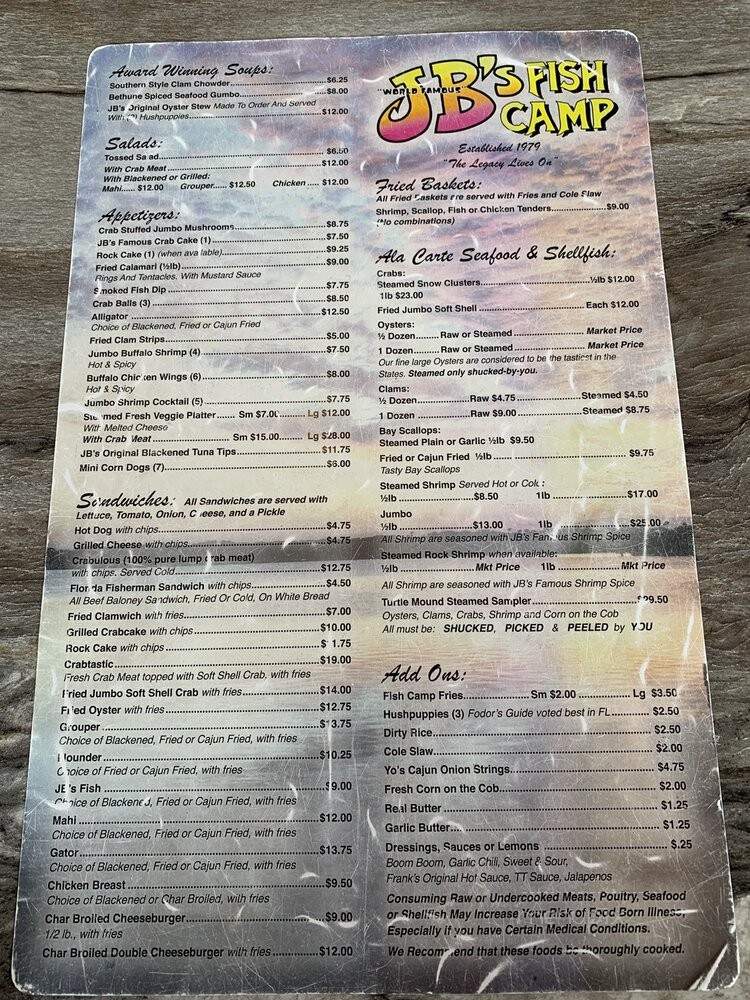 Award Winning Soups:
Southern Style Clam Chowder $6.25
Bethune Spiced Seafood Gumbo $8.00
JB's Original Oyster Stew Made To Order And Served
With Hushpuppies $12.00
Salads:
Tossed Salad $6.50
With Crab Meat $12.00
With Blackened or Grilled:
Mahi..... $12.00 Grouper..... $12.50 Chicken ..... $12.00
Appetizers:
Crab Stuffed Jumbo Mushrooms $8.75
JB's Famous Crab Cake (1) $7.50
Rock Cake (1) (when available) $9.25
Fried Calamari (½lb) $9.00
Rings And Tentacles, With Mustard Sauce
Smoked Fish Dip $7.75
Crab Balls (3) $8.50
Alligator $12.50
Choice of Blackened, Fried or Cajun Fried
Fried Clam Strips $5.00
Jumbo Buffalo Shrimp (4) $7.50
Hot & Spicy
Buffalo Chicken Wings (6) $8.00
Hot & Spicy
Jumbo Shrimp Cocktail (5) $7.75
Steamed Fresh Veggie Platter Sm $7.00 Lg $12.00
With Melted Cheese
With Crab Meat Sm $15.00 Lg $28.00
JB's Original Blackened Tuna Tips $11.75
Mini Corn Dogs (7) $6.00
Sandwiches: All Sandwiches are served with
Lettuce, Tomato, Onion, Cheese, and a Pickle
Hot Dog with chips $4.75
Grilled Cheese with chips $4.75
Crabulous (100% pure lump crab meat)
with chips. Served Cold $12.75
Florida Fisherman Sandwich with chips $4.50
All Beef Baloney Sandwich, Fried Or Cold, On White Bread
Fried Clamwich with fries $7.00
Grilled Crabcake with chips $10.00
Rock Cake with chips
Crabtastic $19.00
Fresh Crab Meat topped with Soft Shell Crab, with fries
Fried Jumbo Soft Shell Crab with fries $14.00
Fried Oyster with fries $12.75
Grouper
Choice of Blackened, Fried or Cajun Fried, with fries
Flounder $10.25
Choice of Fried or Cajun Fried, with fries
JB's Fish $9.00
Choice of Blackened, Fried or Cajun Fried, with fries
Mahi $12.00
Choice of Blackened, Fried or Cajun Fried, with fries
Gator $13.75
Choice of Blackened, Fried or Cajun Fried, with fries
Chicken Breast $9.50
Choice of Blackened or Char Broiled, with fries
Char Broiled Cheeseburger $9.00
1/2 lb., with fries
Char Broiled Double Cheeseburger with fries $12.00
"WORLD FAMOUS"
JB's FISH CAMP
Established 1979
"The Legacy Lives On"
Fried Baskets:
All Fried Baskets are served with Fries and Cole Slaw
Shrimp, Scallop, Fish or Chicken Tenders $9.00
(No combinations)
Ala Carte Seafood & Shellfish:
Crabs:
Steamed Snow Clusters ½lb $12.00
1lb $23.00
Fried Jumbo Soft Shell Each $12.00
Oysters:
½ Dozen Raw or Steamed Market Price
1 Dozen Raw or Steamed Market Price
Our fine large Oysters are considered to be the tastiest in the
States. Steamed only shucked-by-you.
Clams:
½ Dozen Raw $4.75 Steamed $4.50
1 Dozen Raw $9.00 Steamed $8.75
Bay Scallops:
Steamed Plain or Garlic ½lb $9.50
Fried or Cajun Fried ½lb $9.75
Tasty Bay Scallops
Steamed Shrimp Served Hot or Cold:
½lb $8.50 1lb $17.00
Jumbo
½lb $13.00 1lb $25.00
All Shrimp are seasoned with JB's Famous Shrimp Spice
Steamed Rock Shrimp when available:
½lb Mkt Price 1lb Mkt Price
All Shrimp are seasoned with JB's Famous Shrimp Spice
Turtle Mound Steamed Sampler
Oysters, Clams, Crabs, Shrimp and Corn on the Cob
All must be: SHUCKED, PICKED & PEELED by YOU
Add Ons:
Fish Camp Fries Sm $2.00 Lg $3.50
Hushpuppies (3) Fodor's Guide voted best in FL $2.50
Dirty Rice $2.50
Cole Slaw $2.00
Yo's Cajun Onion Strings $4.75
Fresh Corn on the Cob $2.00
Real Butter $1.25
Garlic Butter $1.25
Dressings, Sauces or Lemons $.25
Boom Boom, Garlic Chili, Sweet & Sour,
Frank's Original Hot Sauce, TT Sauce, Jalapenos
Consuming Raw or Undercooked Meats, Poultry, Seafood
or Shellfish May Increase Your Risk of Food Born Illness,
Especially if you have Certain Medical Conditions.
We Recommend that these foods be thoroughly cooked.